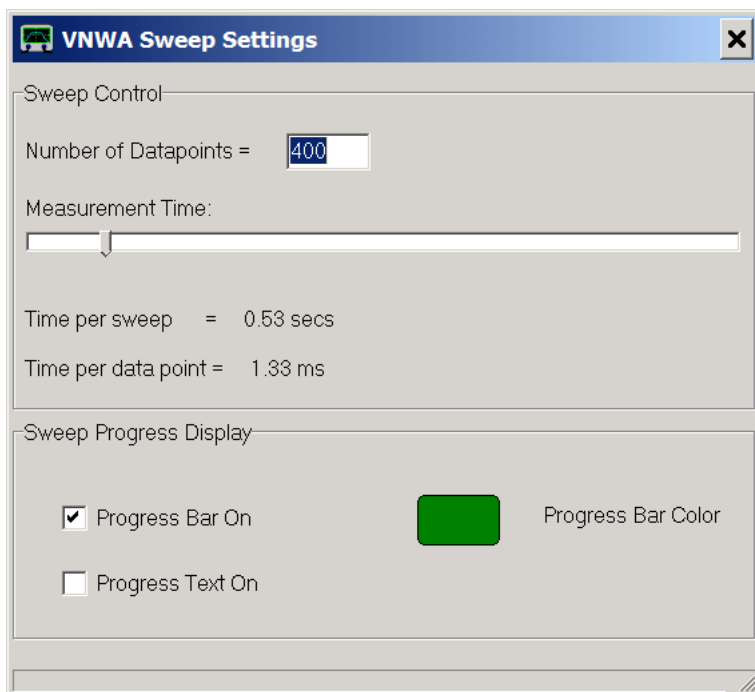 VNWA Sweep Settings
Sweep Control
Number of Datapoints = 400
Measurement Time:
Time per sweep = 0.53 secs
Time per data point = 1.33 ms
Sweep Progress Display
Progress Bar On
Progress Bar Color
Progress Text On